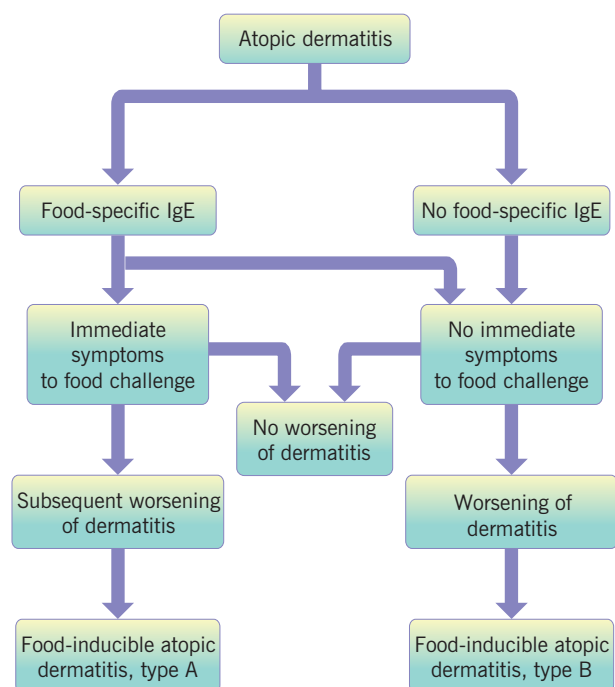 Atopic dermatitis
Food-specific IgE
No food-specific IgE
Immediate
symptoms
to food challenge
No immediate
symptoms
to food challenge
No worsening
of dermatitis
Subsequent worsening
of dermatitis
Worsening of
dermatitis
Food-inducible atopic
dermatitis, type A
Food-inducible atopic
dermatitis, type B